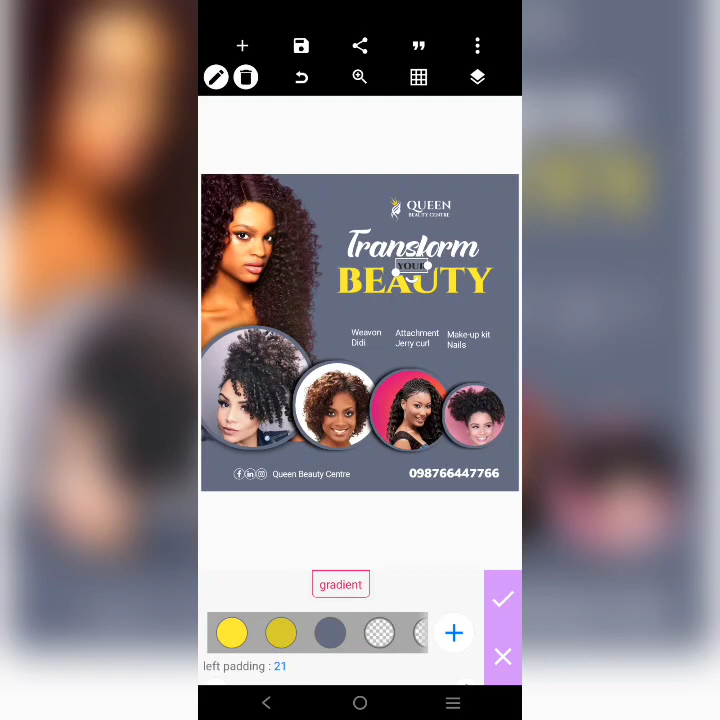 QUEEN
BEAUTY CENTRE
Transform
YOUR
BEAUTY
Weavon
Didi
Attachment
Jerry curl
Make-up kit
Nails
Queen Beauty Centre
098766447766
gradient
left padding : 21